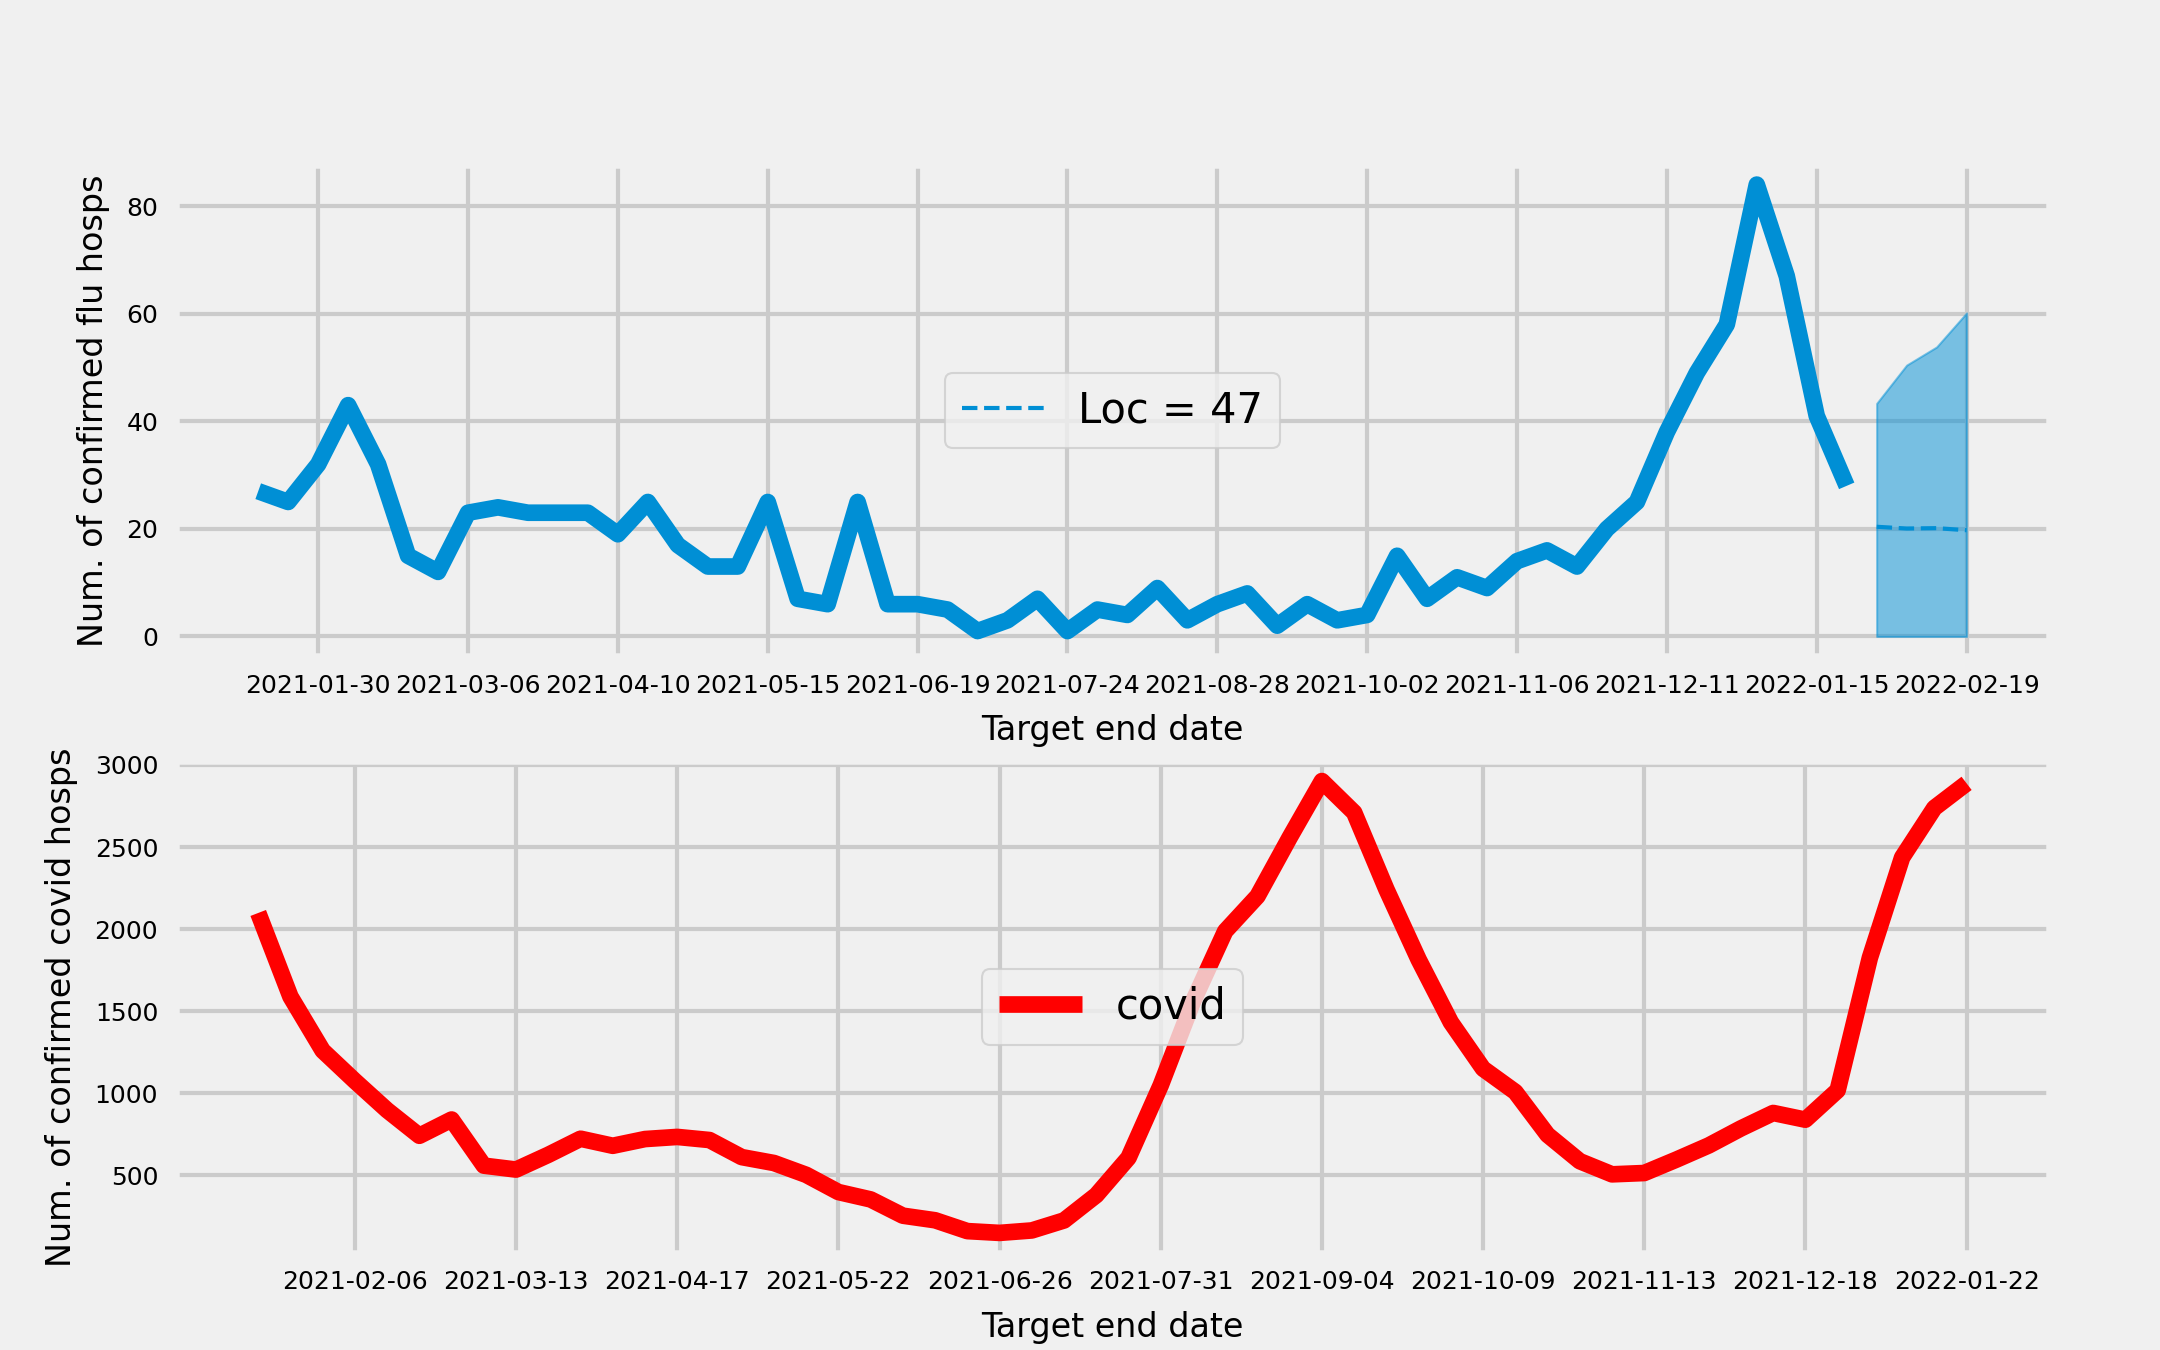 Num. of confirmed flu hosps
80
60
40
20
0
Loc = 47
2021-01-30 2021-03-06 2021-04-10 2021-05-15 2021-06-19 2021-07-24 2021-08-28 2021-10-02 2021-11-06 2021-12-11 2022-01-15 2022-02-19
Target end date
Num. of confirmed covid hosps
3000
2500
2000
1500
1000
500
covid
2021-02-06 2021-03-13 2021-04-17 2021-05-22 2021-06-26 2021-07-31 2021-09-04 2021-10-09 2021-11-13 2021-12-18 2022-01-22
Target end date